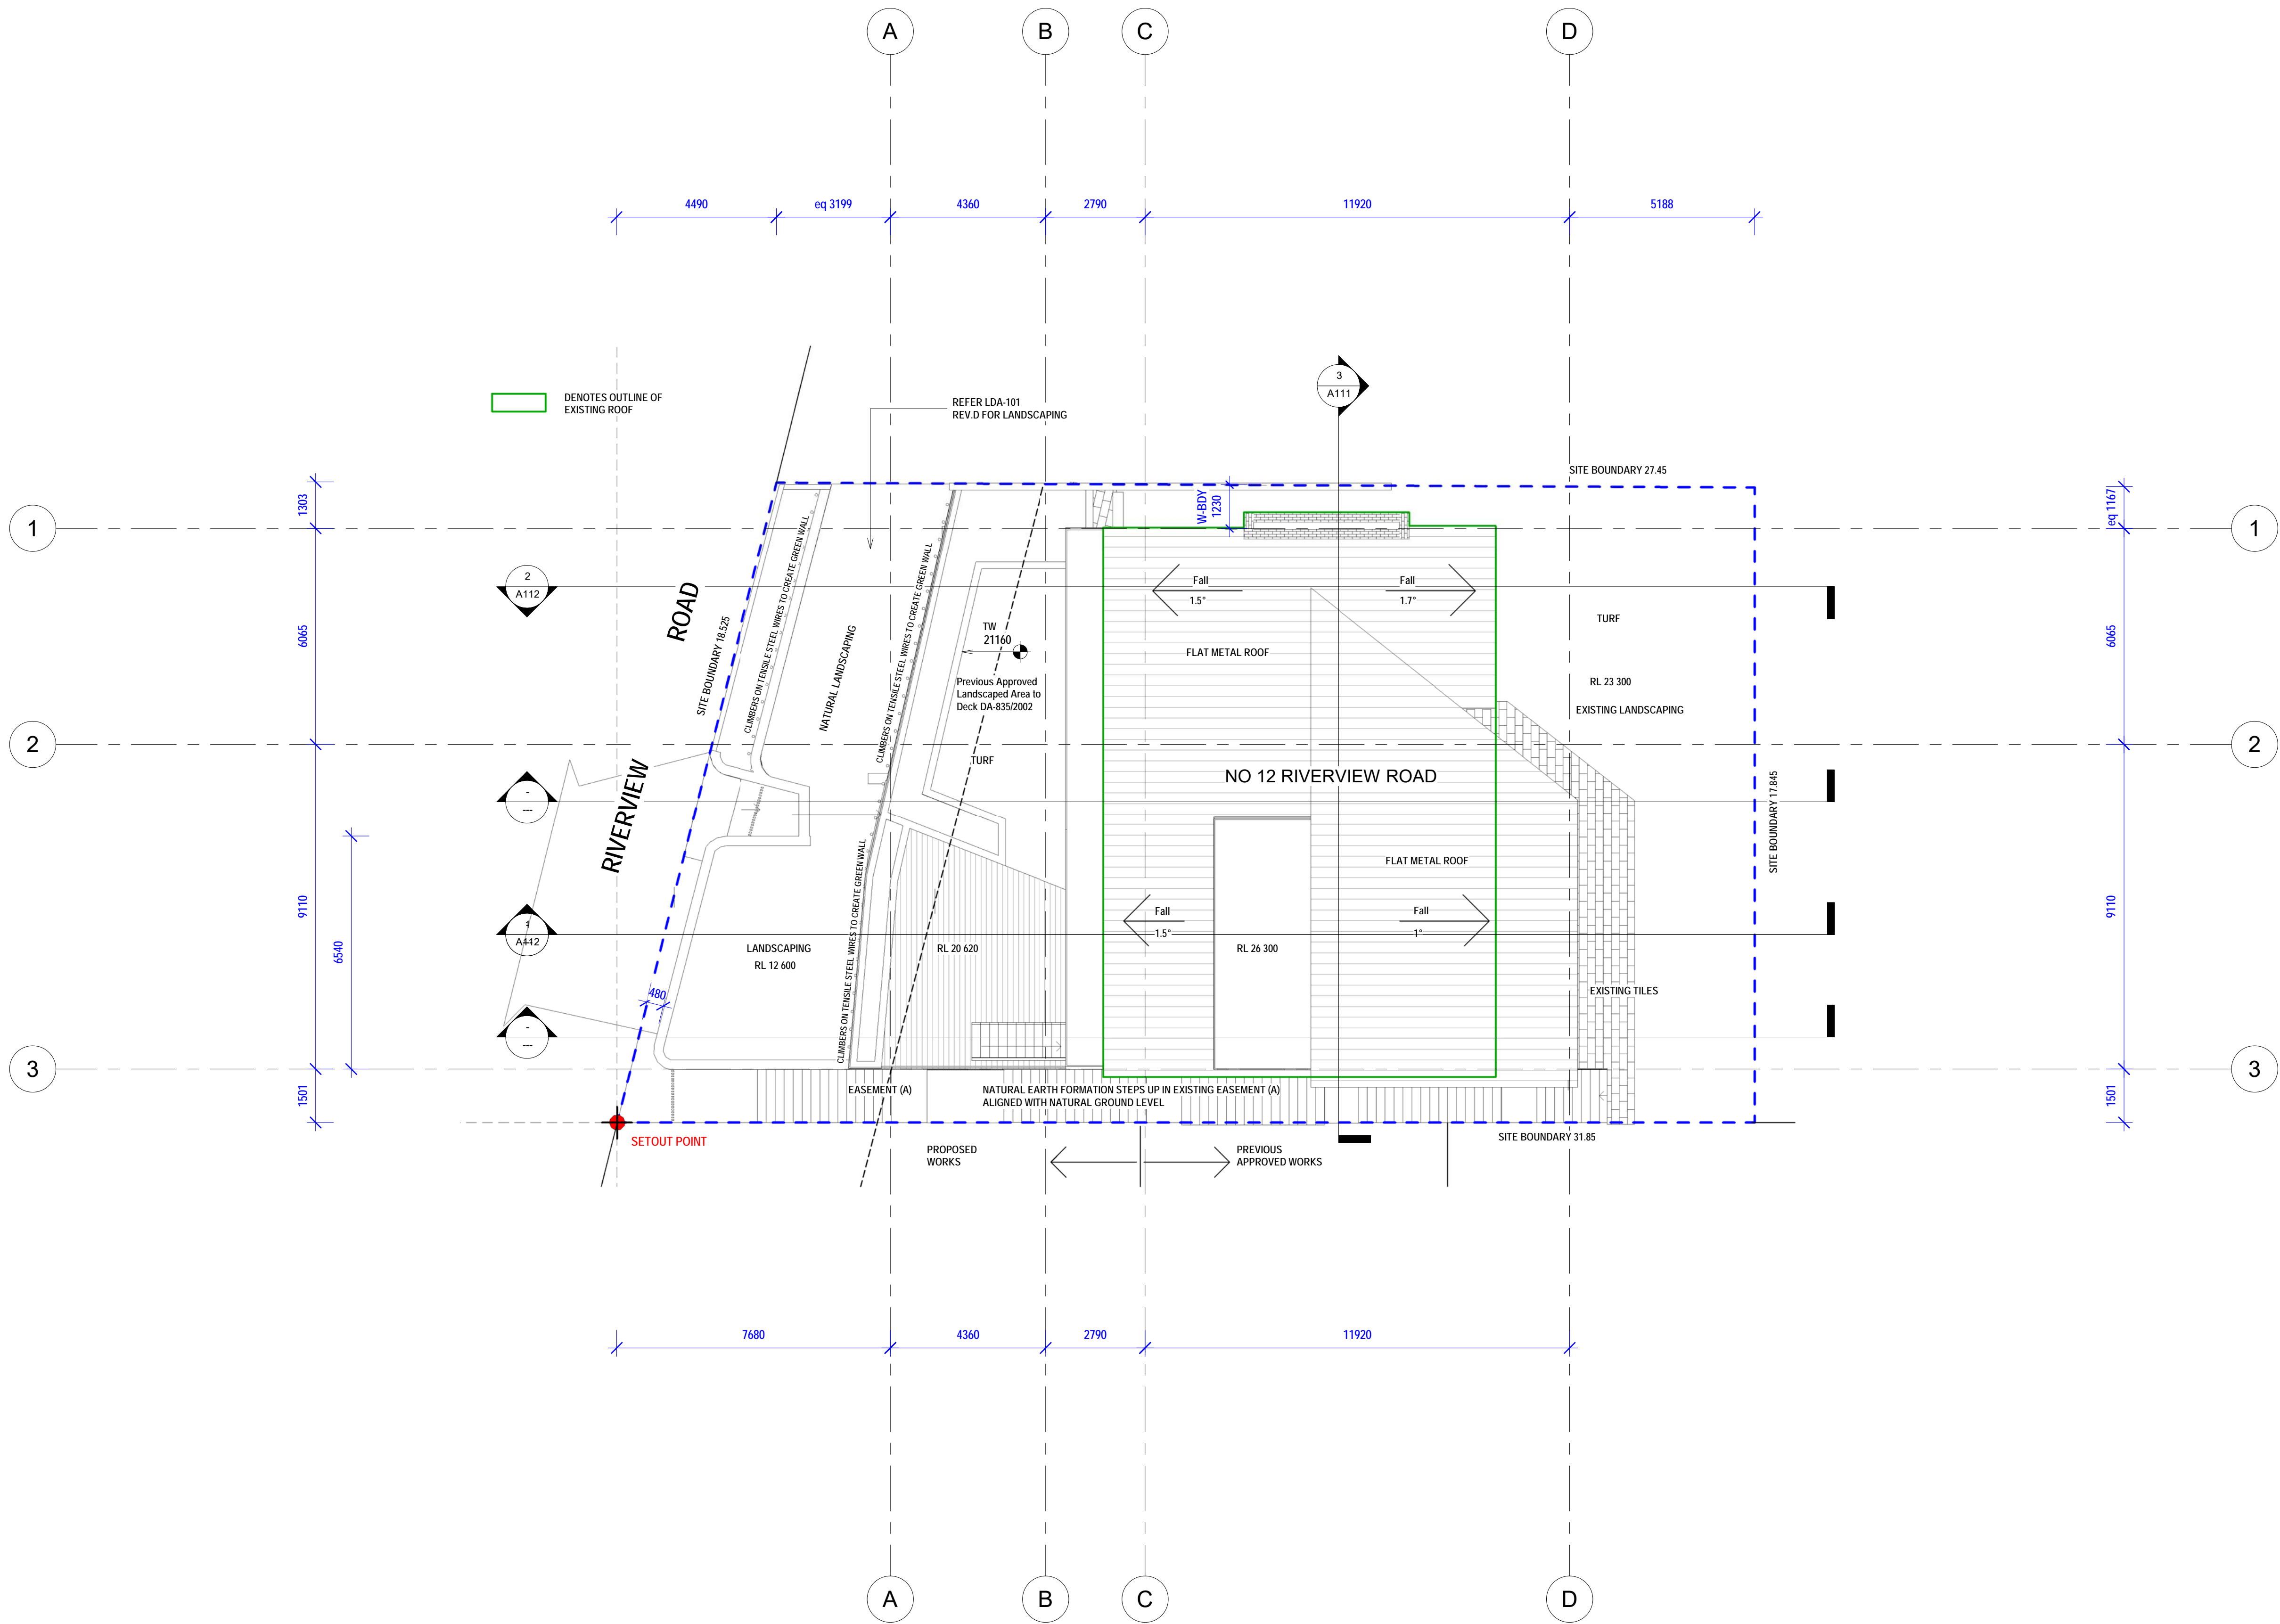 A
B
C
D
4490
eq 3199
4360
2790
11920
5188
3
A111
DENOTES OUTLINE OF
EXISTING ROOF
REFER LDA-101
REV.D FOR LANDSCAPING
SITE BOUNDARY 27.45
1303
W-BDY
1230
eq 1167
1
1
2
A112
ROAD
SITE BOUNDARY 18.525
CLIMBERS ON TENSILE STEEL WIRES TO CREATE GREEN WALL
NATURAL LANDSCAPING
CLIMBERS ON TENSILE STEEL WIRES TO CREATE GREEN WALL
Fall
1.5°
Fall
1.7°
TURF
6065
6065
TW
21160
FLAT METAL ROOF
Previous Approved
Landscaped Area to
Deck DA-835/2002
RL 23 300
EXISTING LANDSCAPING
2
2
TURF
NO 12 RIVERVIEW ROAD
RIVERVIEW
-
---
SITE BOUNDARY 17.845
FLAT METAL ROOF
9110
6540
9110
1
A112
CLIMBERS ON TENSILE STEEL WIRES TO CREATE GREEN WALL
Fall
1.5°
Fall
1°
LANDSCAPING
RL 12 600
RL 20 620
RL 26 300
480
EXISTING TILES
-
---
3
3
1501
1501
EASEMENT (A)
NATURAL EARTH FORMATION STEPS UP IN EXISTING EASEMENT (A)
ALIGNED WITH NATURAL GROUND LEVEL
SETOUT POINT
SITE BOUNDARY 31.85
PROPOSED
WORKS
PREVIOUS
APPROVED WORKS
7680
4360
2790
11920
A
B
C
D